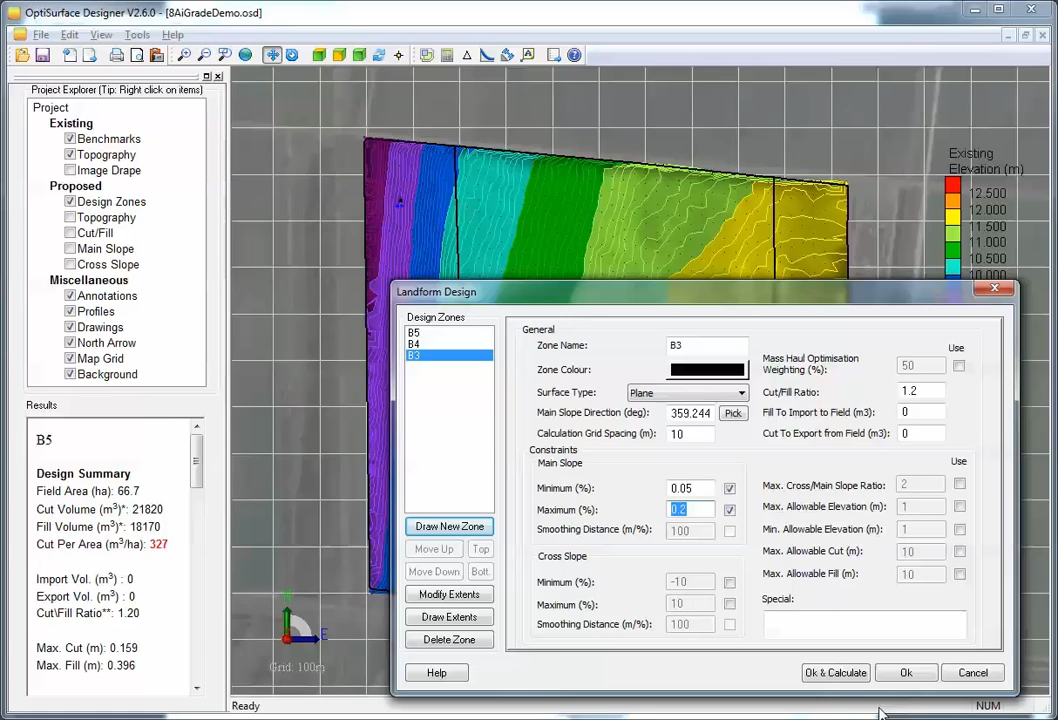 OptiSurface Designer V2.6.0 - [8AiGradeDemo.osd]
File Edit View Tools Help
Project Explorer (Tip: Right click on items)
Project
Existing
Benchmarks
Topography
Image Drape
Proposed
Design Zones
Topography
Cut/Fill
Main Slope
Cross Slope
Miscellaneous
Annotations
Profiles
Drawings
North Arrow
Map Grid
Background
Results
B5
Design Summary
Field Area (ha): 66.7
Cut Volume (m³)*: 21820
Fill Volume (m³)*: 18170
Cut Per Area (m³/ha): 327
Import Vol. (m³) : 0
Export Vol. (m³) : 0
Cut/Fill Ratio**: 1.20
Max. Cut (m): 0.159
Max. Fill (m): 0.396
Ready
NUM
Existing
Elevation (m)
12.500
12.000
11.500
11.000
10.500
10.000
E
Grid: 100m
Landform Design
Design Zones
B5
B4
B3
Draw New Zone
Move Up Top
Move Down Bott.
Modify Extents
Draw Extents
Delete Zone
Help
General
Zone Name: B3
Zone Colour:
Surface Type: Plane
Main Slope Direction (deg): 359.244 Pick
Calculation Grid Spacing (m): 10
Use
Mass Haul Optimisation
Weighting (%): 50
Cut/Fill Ratio: 1.2
Fill To Import to Field (m3): 0
Cut To Export from Field (m3): 0
Constraints
Main Slope
Minimum (%): 0.05
Maximum (%): 0.2
Smoothing Distance (m/%): 100
Cross Slope
Minimum (%): -10
Maximum (%): 10
Smoothing Distance (m/%): 100
Use
Max. Cross/Main Slope Ratio: 2
Max. Allowable Elevation (m): 1
Min. Allowable Elevation (m): 1
Max. Allowable Cut (m): 10
Max. Allowable Fill (m): 10
Special:
Ok & Calculate Ok Cancel